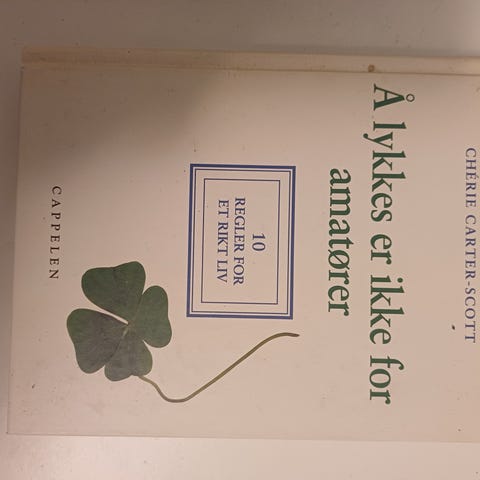 CHÉRIE CARTER-SCOTT
Å lykkes er ikke for
amatører
10
REGLER FOR
ET RIKT LIV
CAPPELEN